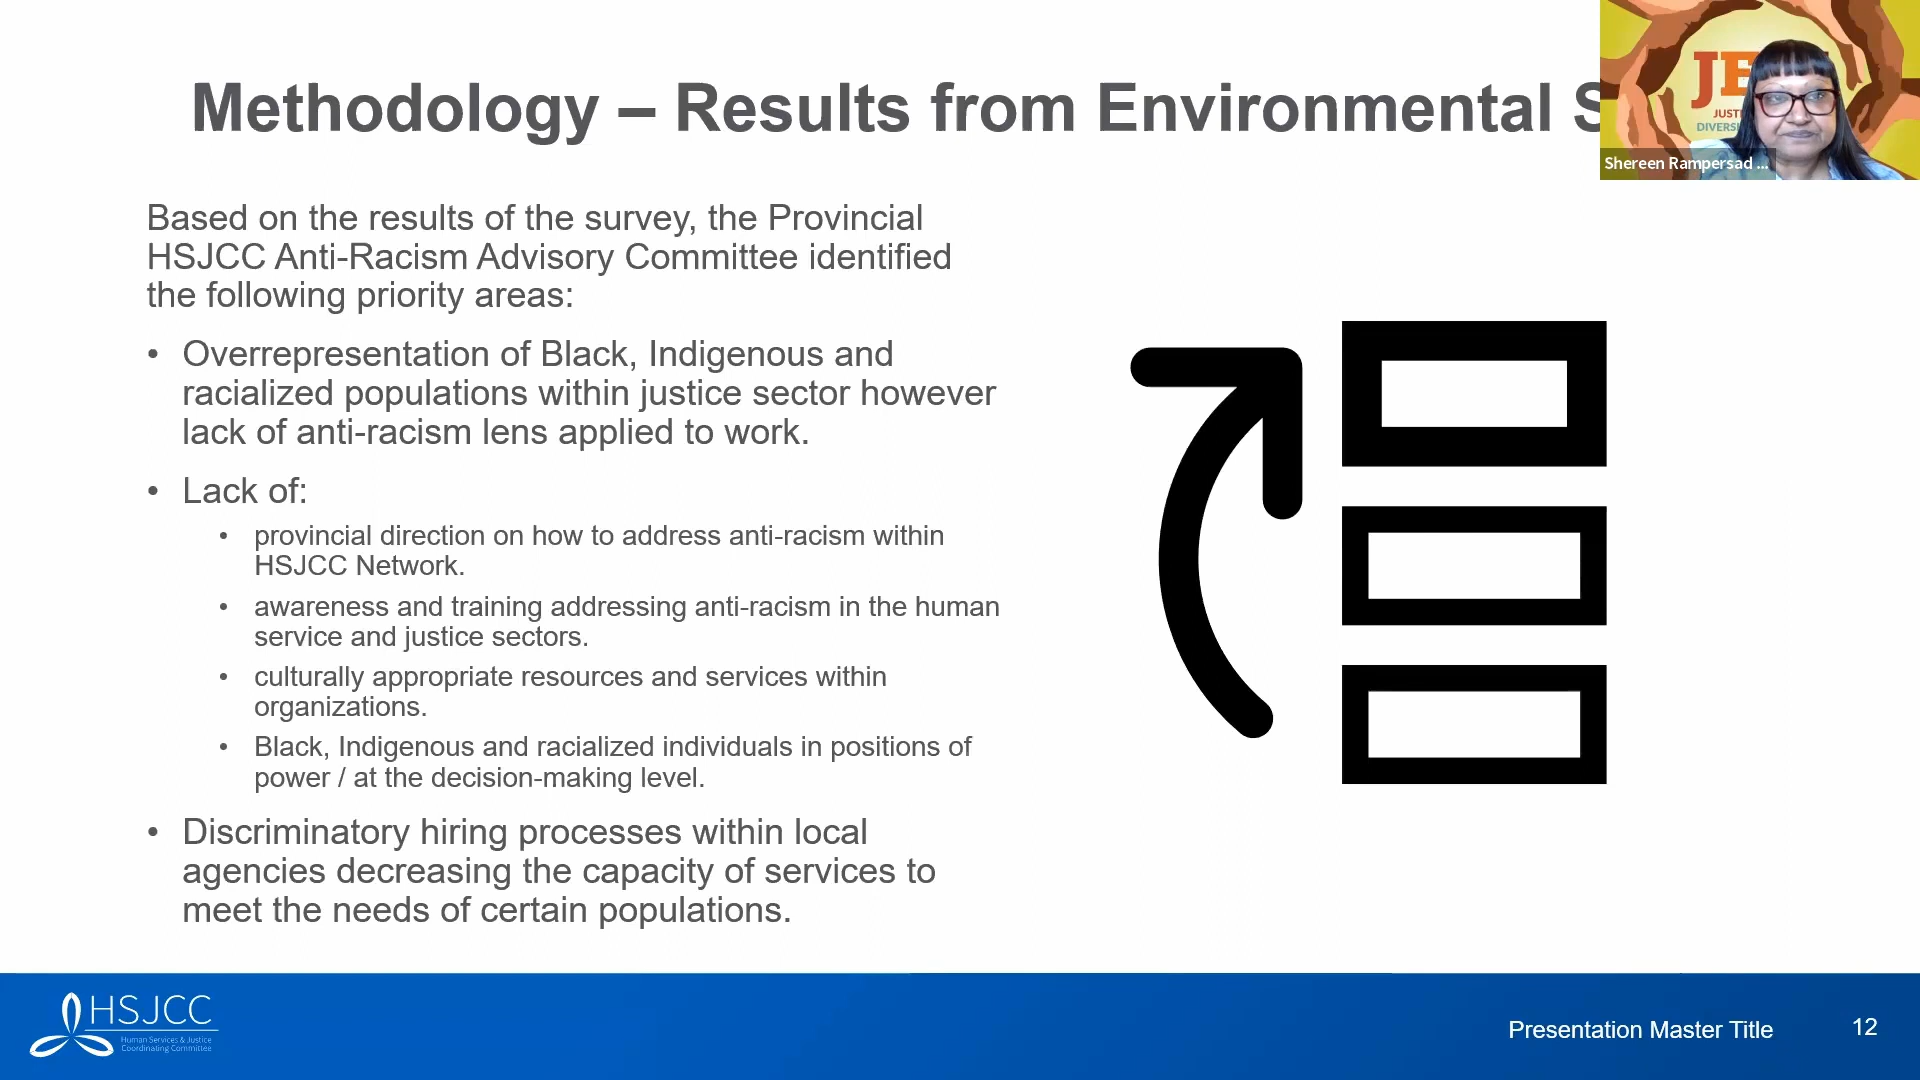 Methodology – Results from Environmental S
JE
JUST
DIVERS
Shereen Rampersad ...
Based on the results of the survey, the Provincial
HSJCC Anti-Racism Advisory Committee identified
the following priority areas:
• Overrepresentation of Black, Indigenous and
racialized populations within justice sector however
lack of anti-racism lens applied to work.
• Lack of:
• provincial direction on how to address anti-racism within
HSJCC Network.
• awareness and training addressing anti-racism in the human
service and justice sectors.
• culturally appropriate resources and services within
organizations.
• Black, Indigenous and racialized individuals in positions of
power / at the decision-making level.
• Discriminatory hiring processes within local
agencies decreasing the capacity of services to
meet the needs of certain populations.
HSJCC
Human Services & Justice
Coordinating Committee
Presentation Master Title
12